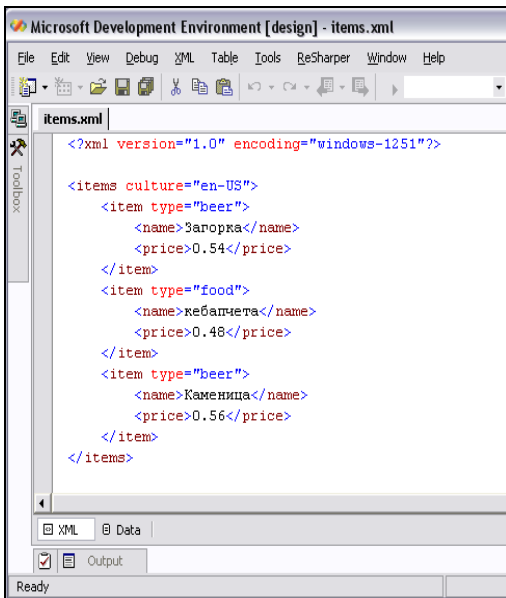 Microsoft Development Environment [design] - items.xml
File Edit View Debug XML Table Tools ReSharper Window Help
items.xml
Toolbox
<?xml version="1.0" encoding="windows-1251"?>
<items culture="en-US">
<item type="beer">
<name>Загорка</name>
<price>0.54</price>
</item>
<item type="food">
<name>кебапчета</name>
<price>0.48</price>
</item>
<item type="beer">
<name>Каменица</name>
<price>0.56</price>
</item>
</items>
XML Data
Output
Ready